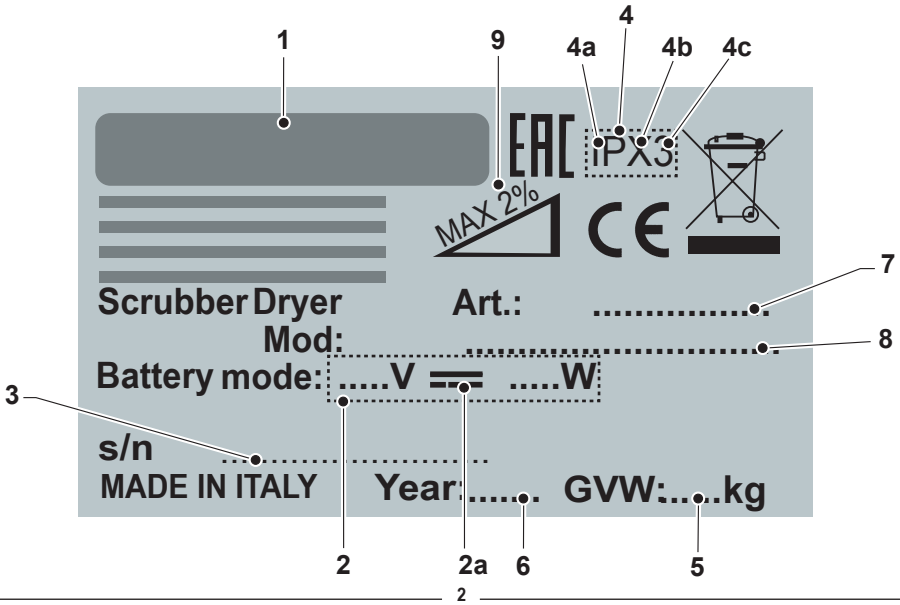 4
1
9
4a
4b
4c
EAC
IPX3
MAX 2%
CE
7
Scrubber Dryer
Art.: ................
Mod: ..............................
8
Battery mode: .....V .....W
3
s/n ..............................
MADE IN ITALY
Year:.......
GVW:.....kg
2
2a
6
5
2